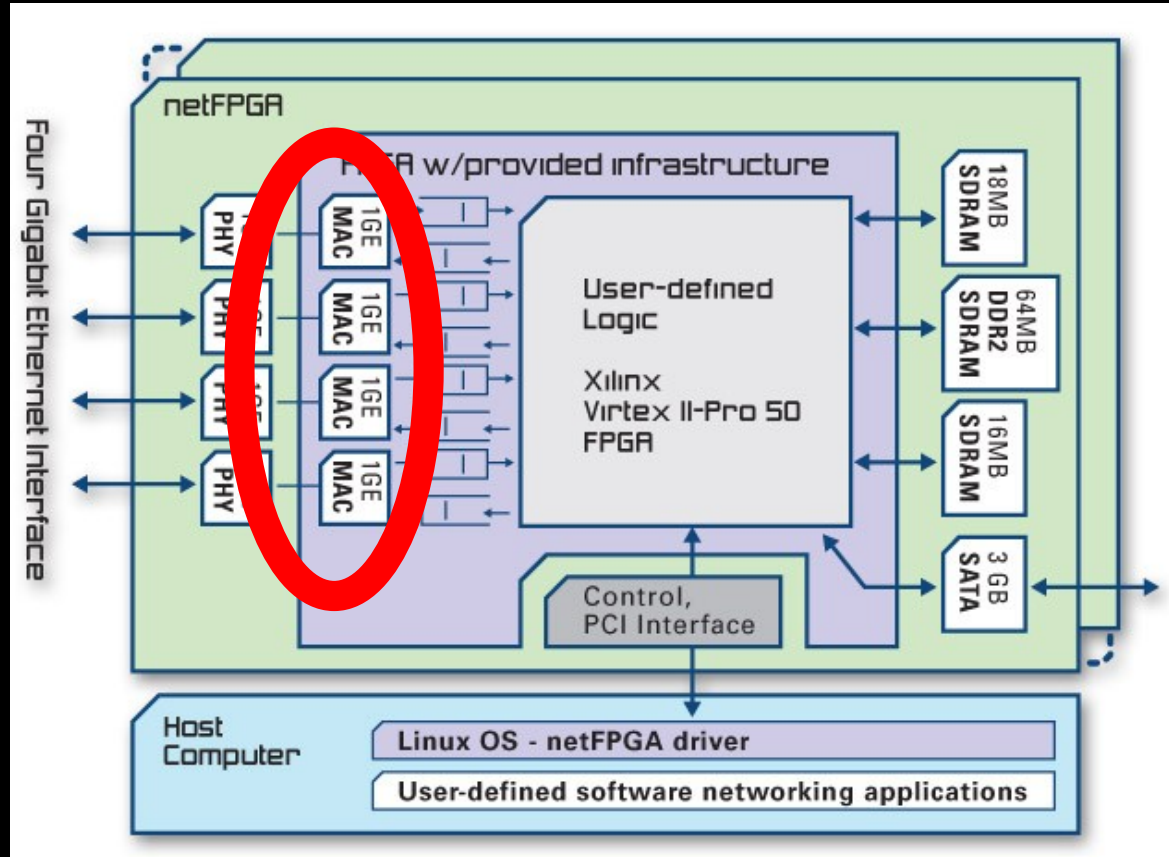 netFPGA
w/provided infrastructure
Four Gigabit Ethernet Interface
PHY
PHY
PHY
PHY
1GE
MAC
1GE
MAC
1GE
MAC
1GE
MAC
User-defined
Logic
Xilinx
Virtex II-Pro 50
FPGA
18MB
SDRAM
64MB
DDR2
SDRAM
16MB
SDRAM
3 GB
SATA
Control,
PCI Interface
Host
Computer
Linux OS - netFPGA driver
User-defined software networking applications